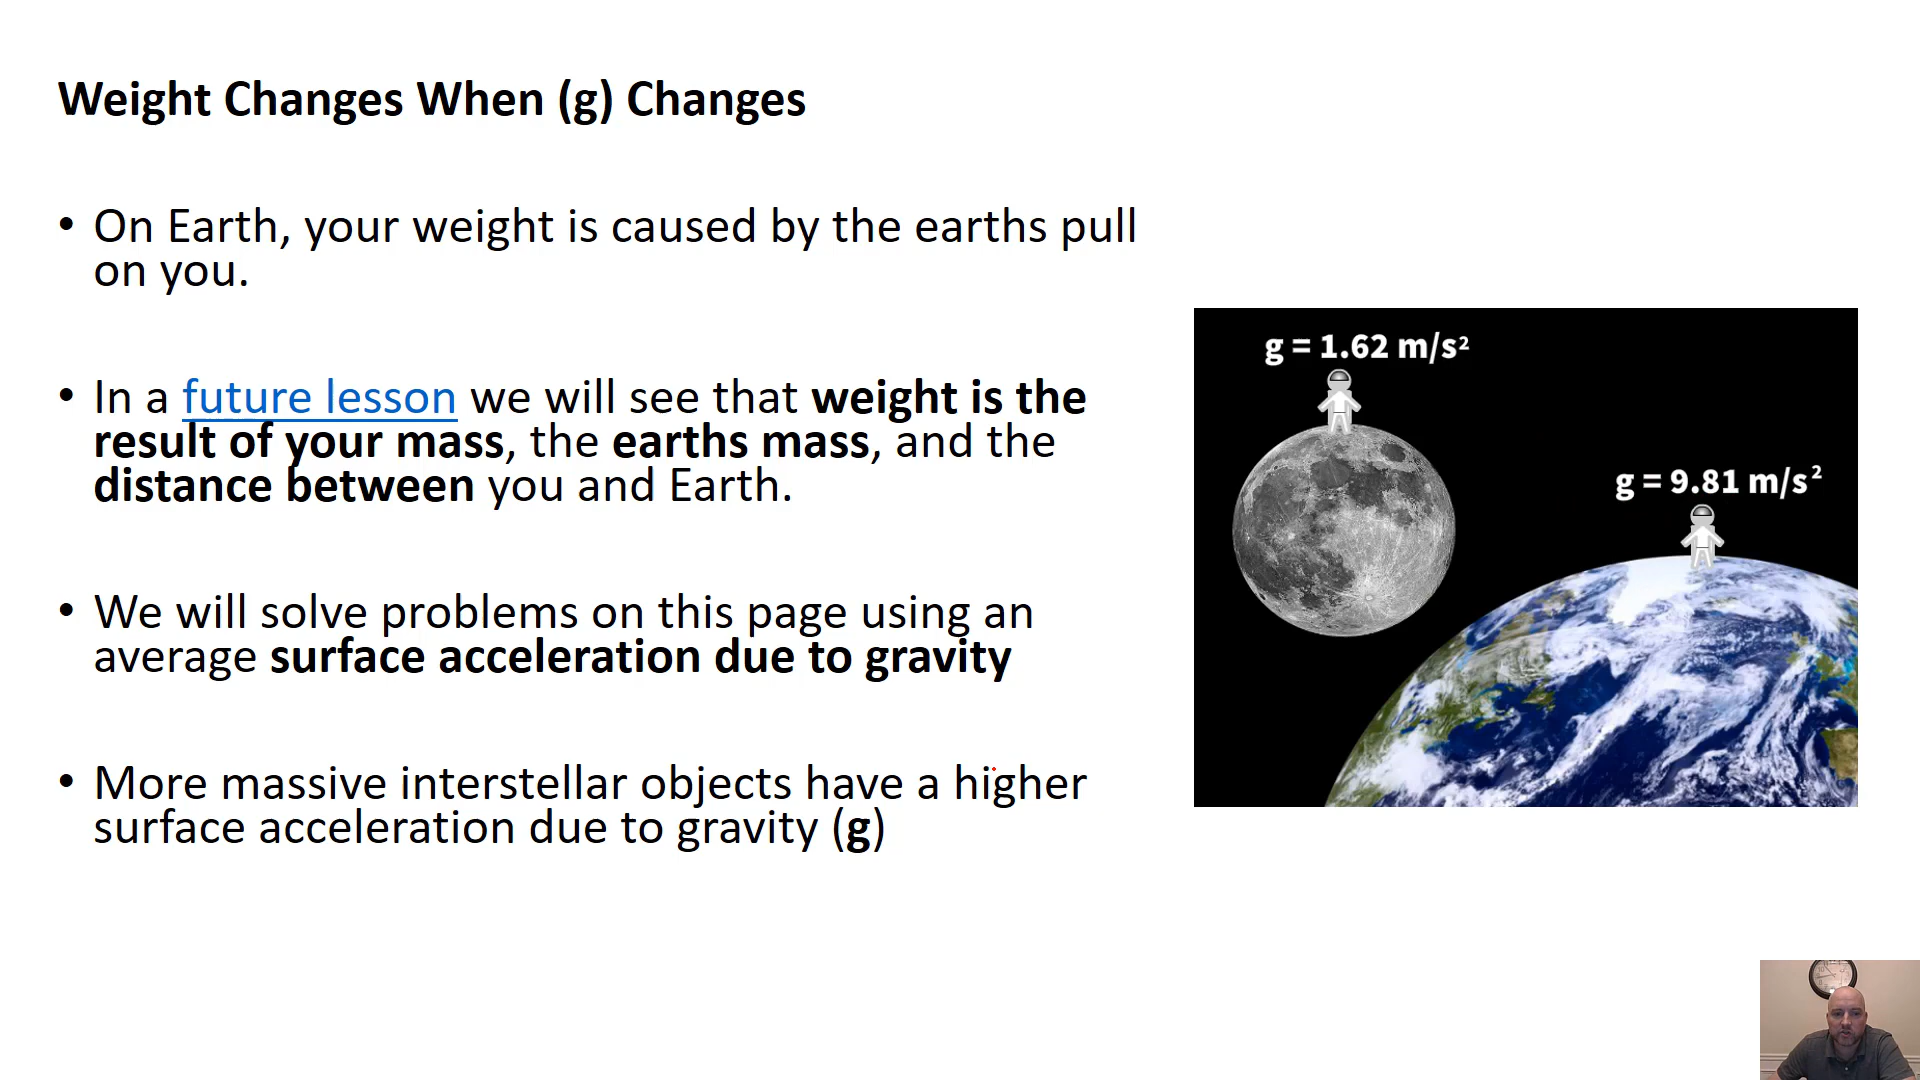 Weight Changes When (g) Changes
• On Earth, your weight is caused by the earths pull
on you.
• In a future lesson we will see that weight is the
result of your mass, the earths mass, and the
distance between you and Earth.
• We will solve problems on this page using an
average surface acceleration due to gravity
• More massive interstellar objects have a higher
surface acceleration due to gravity (g)
g = 1.62 m/s²
g = 9.81 m/s²